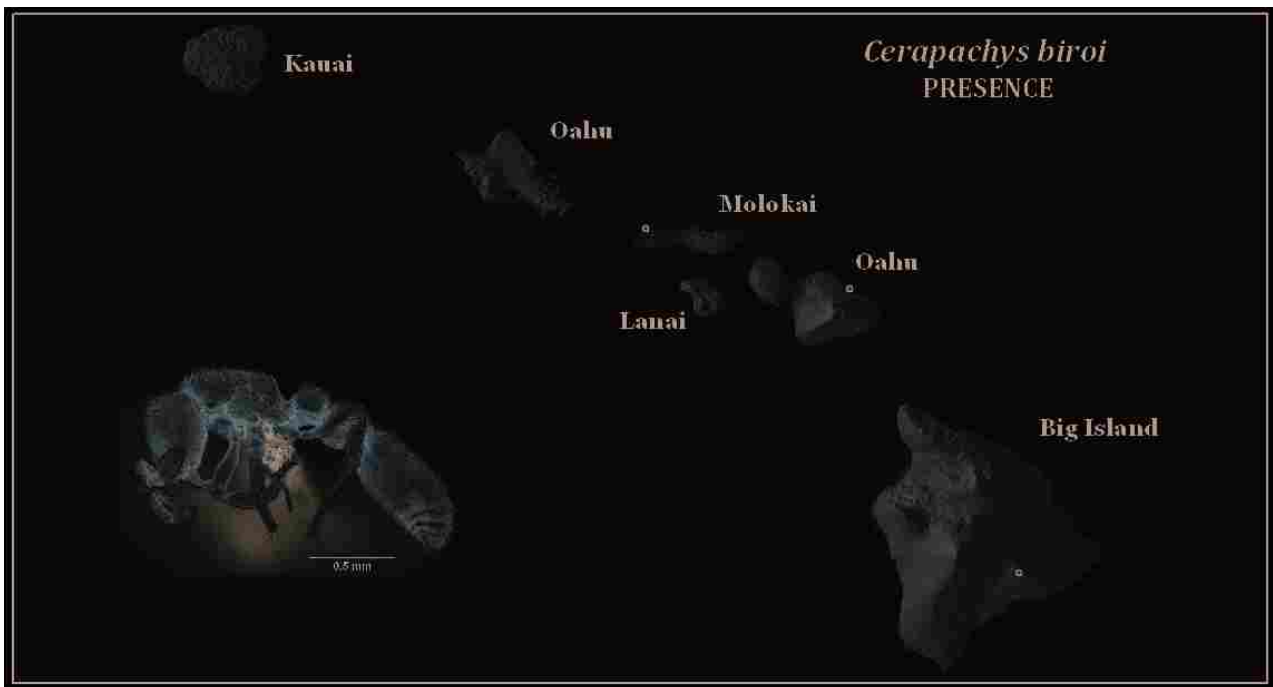 Kauai
Cerapachys biroi
PRESENCE
Oahu
Molokai
Oahu
Lanai
Big Island
0.5 mm